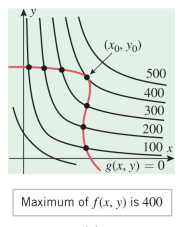 y
(x₀, y₀)
500
400
300
200
100 x
g(x, y) = 0
Maximum of f(x, y) is 400